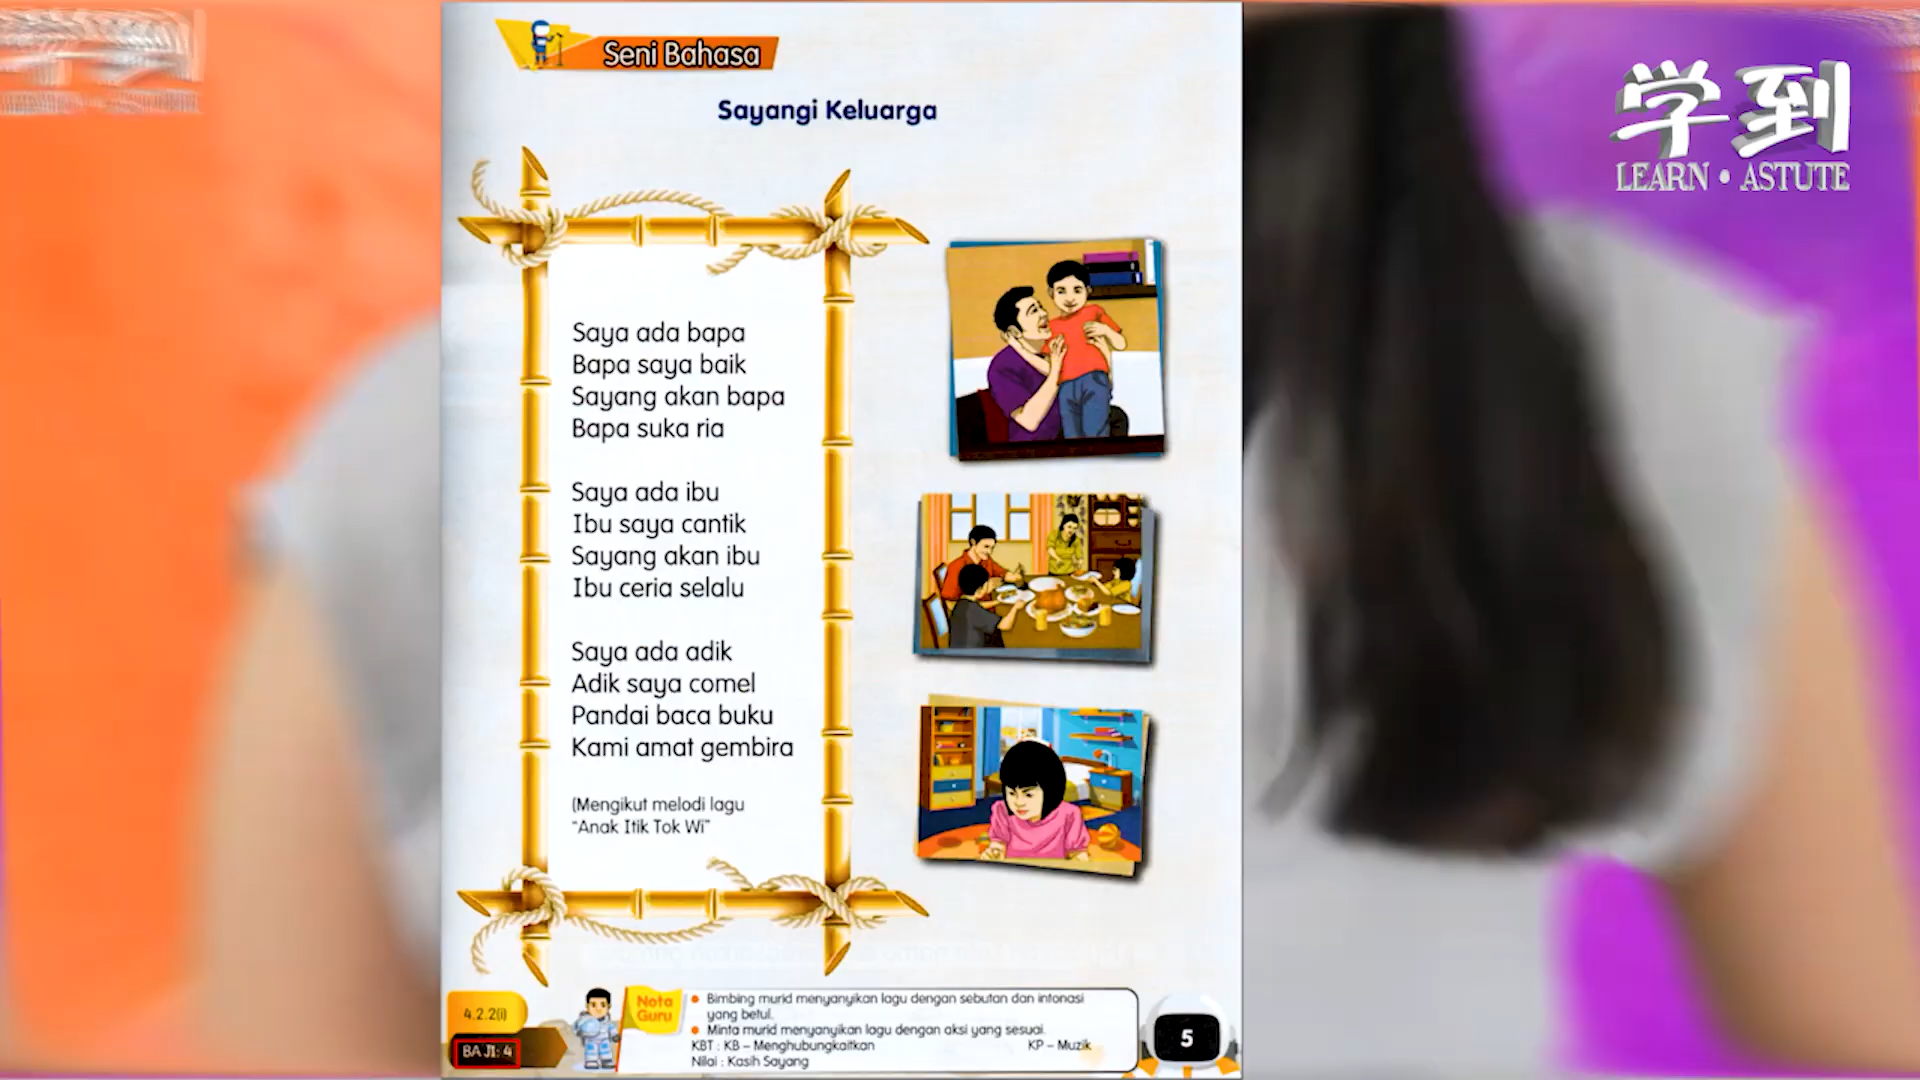 Seni Bahasa
Sayangi Keluarga
Saya ada bapa
Bapa saya baik
Sayang akan bapa
Bapa suka ria
Saya ada ibu
Ibu saya cantik
Sayang akan ibu
Ibu ceria selalu
Saya ada adik
Adik saya comel
Pandai baca buku
Kami amat gembira
(Mengikut melodi lagu
"Anak Itik Tok Wi"
4.2.2(i)
BA JI: 4
Nota
Guru
Bimbing murid menyanyikan lagu dengan sebutan dan intonasi
yang betul.
Minta murid menyanyikan lagu dengan aksi yang sesuai.
KBT : KB – Menghubungkaitkan
KP – Muzik
Nilai : Kasih Sayang
5
学到
LEARN • ASTUTE